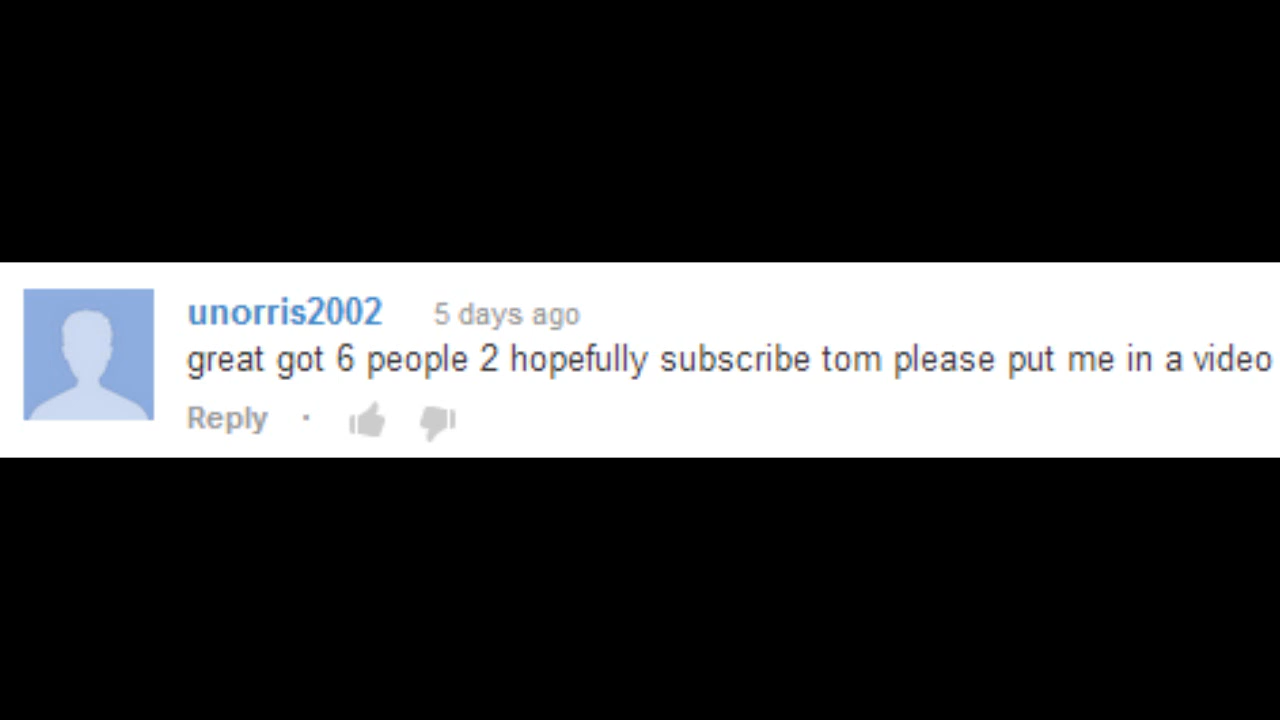 unorris2002 5 days ago
great got 6 people 2 hopefully subscribe tom please put me in a video
Reply ·